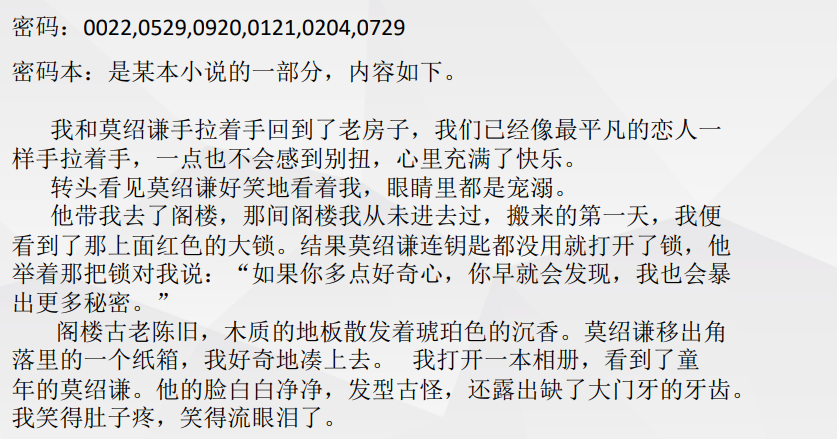 密码：0022,0529,0920,0121,0204,0729
密码本：是某本小说的一部分，内容如下。
我和莫绍谦手拉着手回到了老房子，我们已经像最平凡的恋人一
样手拉着手，一点也不会感到别扭，心里充满了快乐。
转头看见莫绍谦好笑地看着我，眼睛里都是宠溺。
他带我去了阁楼，那间阁楼我从未进去过，搬来的第一天，我便
看到了那上面红色的大锁。结果莫绍谦连钥匙都没用就打开了锁，他
举着那把锁对我说：“如果你多点好奇心，你早就会发现，我也会暴
出更多秘密。”
阁楼古老陈旧，木质的地板散发着琥珀色的沉香。莫绍谦移出角
落里的一个纸箱，我好奇地凑上去。 我打开一本相册，看到了童
年的莫绍谦。他的脸白白净净，发型古怪，还露出缺了大门牙的牙齿。
我笑得肚子疼，笑得流眼泪了。